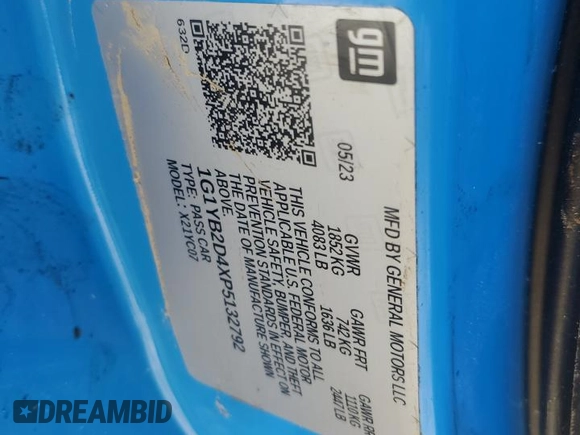 gm
MFD BY GENERAL MOTORS LLC
05/23
GVWR GAWR FRT GAWR RR
1852 KG 742 KG 1110 KG
4083 LB 1636 LB 2447 LB
THIS VEHICLE CONFORMS TO ALL
APPLICABLE U.S. FEDERAL MOTOR
VEHICLE SAFETY, BUMPER, AND THEFT
PREVENTION STANDARDS IN EFFECT ON
THE DATE OF MANUFACTURE SHOWN
ABOVE.
1G1YB2D4XP5132792
TYPE: PASS CAR
MODEL: X21YC07
632D
DREAMBID